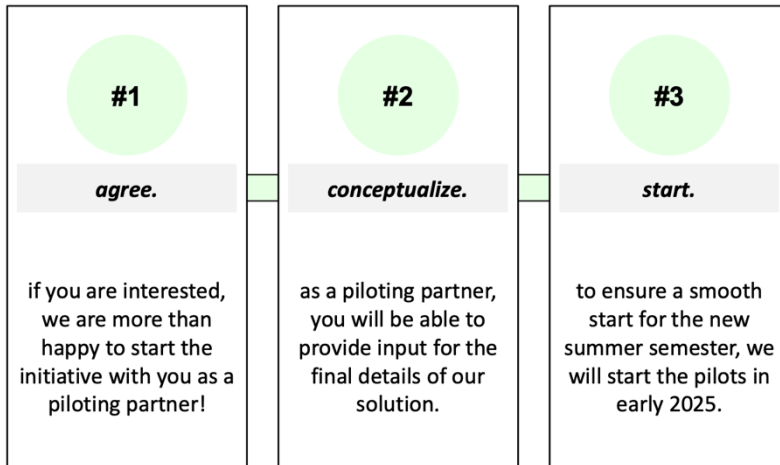 #1
agree.
if you are interested,
we are more than
happy to start the
initiative with you as a
piloting partner!
#2
conceptualize.
as a piloting partner,
you will be able to
provide input for the
final details of our
solution.
#3
start.
to ensure a smooth
start for the new
summer semester, we
will start the pilots in
early 2025.